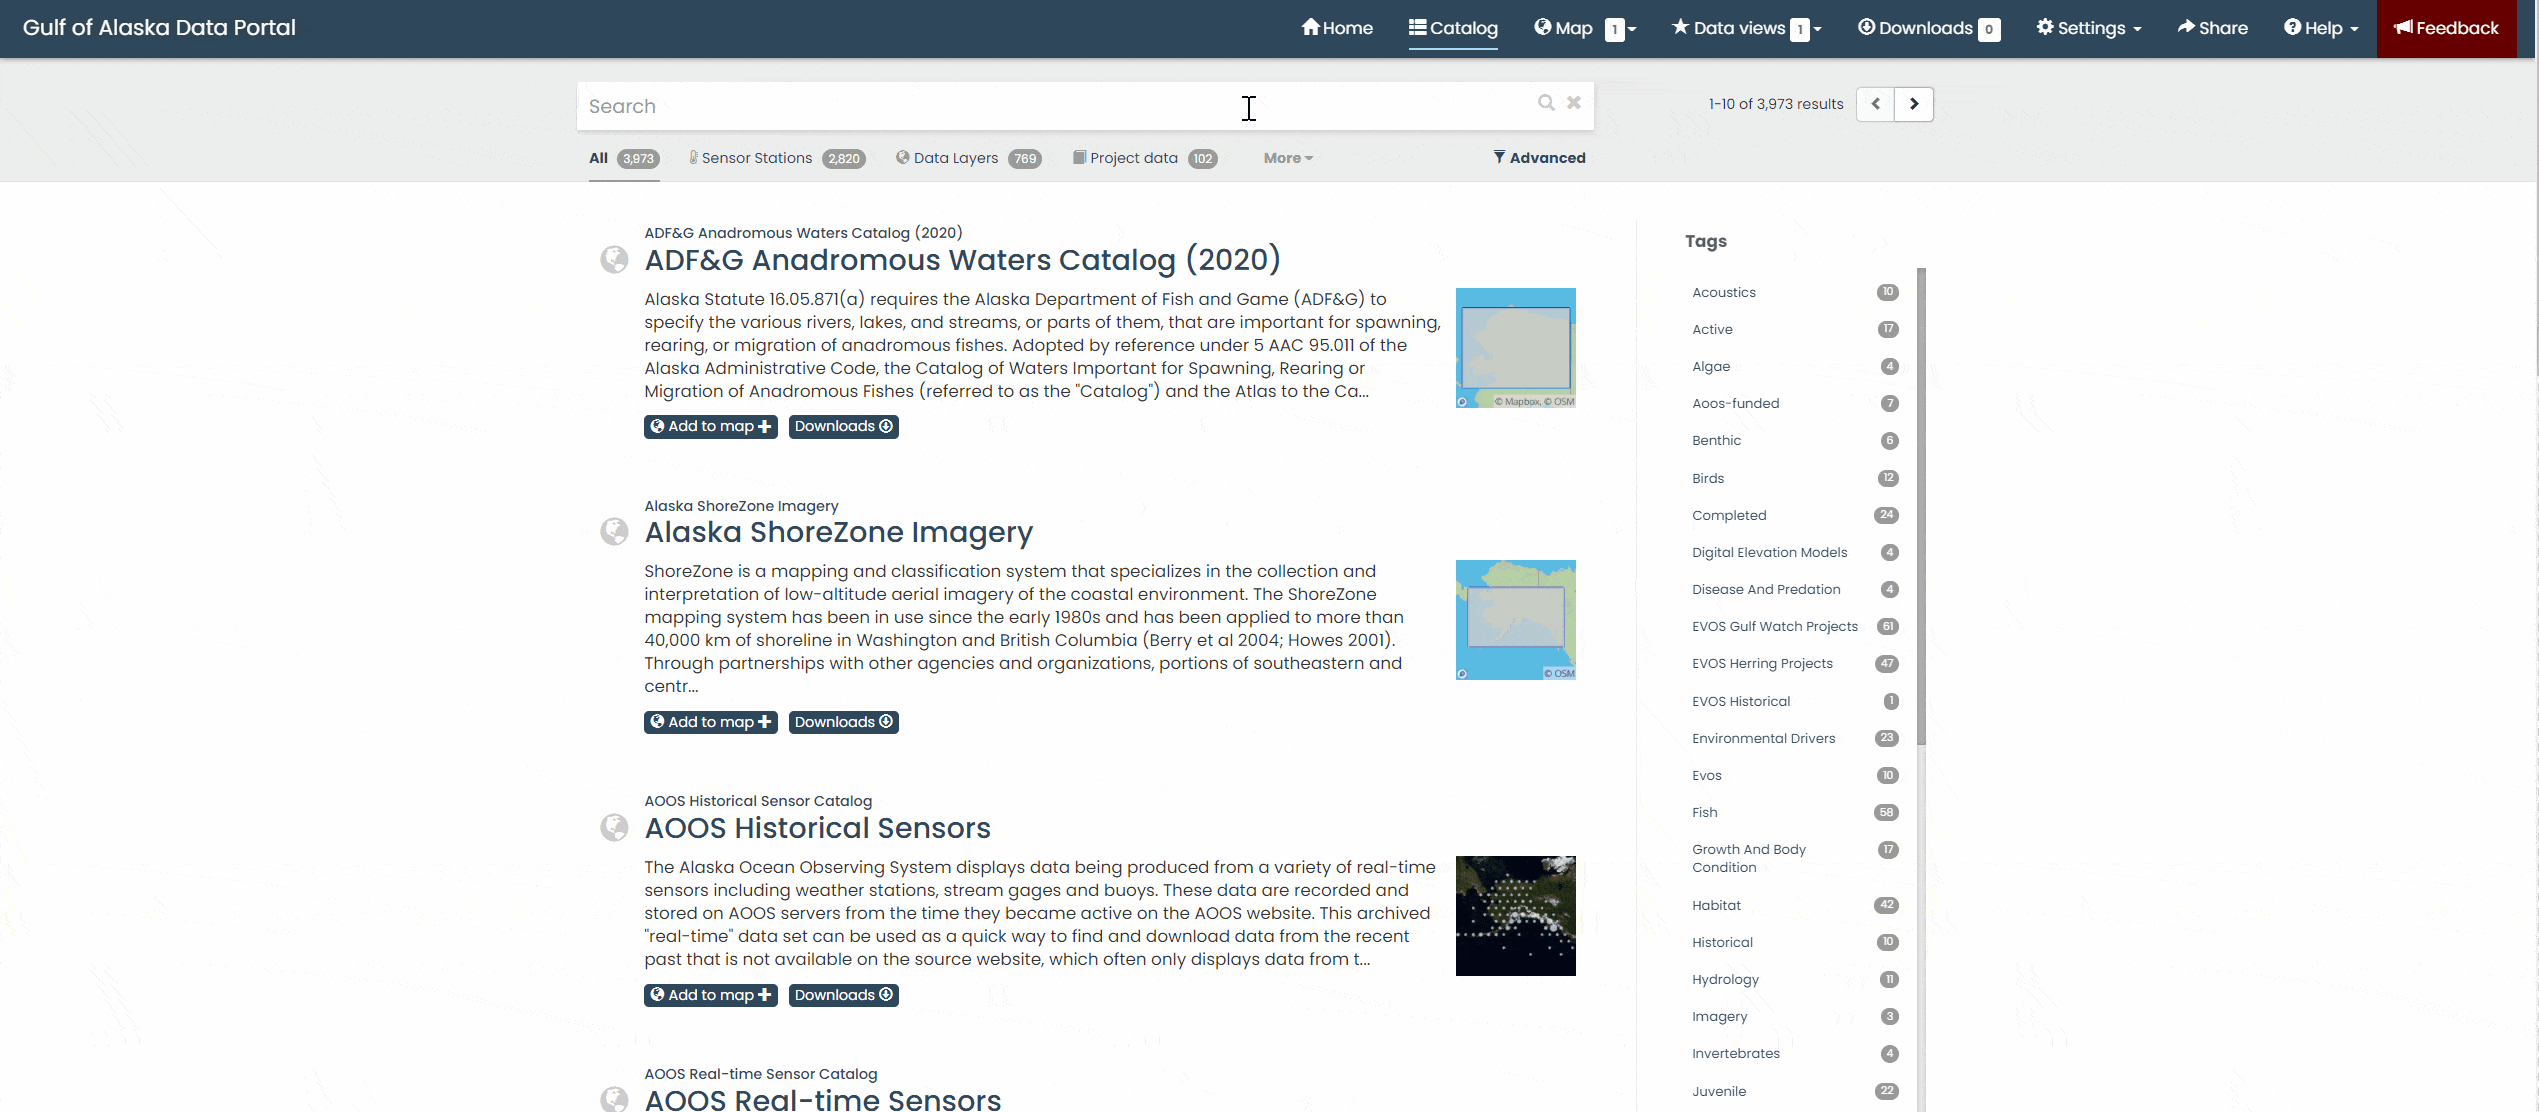 Gulf of Alaska Data Portal
Home
Catalog
Map 1
Data views 1
Downloads 0
Settings
Share
Help
Feedback
Search
1-10 of 3,973 results
All 3,973
Sensor Stations 2,820
Data Layers 769
Project data 102
More
Advanced
ADF&G Anadromous Waters Catalog (2020)
ADF&G Anadromous Waters Catalog (2020)
Alaska Statute 16.05.871(a) requires the Alaska Department of Fish and Game (ADF&G) to
specify the various rivers, lakes, and streams, or parts of them, that are important for spawning,
rearing, or migration of anadromous fishes. Adopted by reference under 5 AAC 95.011 of the
Alaska Administrative Code, the Catalog of Waters Important for Spawning, Rearing or
Migration of Anadromous Fishes (referred to as the "Catalog") and the Atlas to the Ca...
© Mapbox, © OSM
Add to map
Downloads
Alaska ShoreZone Imagery
Alaska ShoreZone Imagery
ShoreZone is a mapping and classification system that specializes in the collection and
interpretation of low-altitude aerial imagery of the coastal environment. The ShoreZone
mapping system has been in use since the early 1980s and has been applied to more than
40,000 km of shoreline in Washington and British Columbia (Berry et al 2004; Howes 2001).
Through partnerships with other agencies and organizations, portions of southeastern and
centr...
© OSM
Add to map
Downloads
AOOS Historical Sensor Catalog
AOOS Historical Sensors
The Alaska Ocean Observing System displays data being produced from a variety of real-time
sensors including weather stations, stream gages and buoys. These data are recorded and
stored on AOOS servers from the time they became active on the AOOS website. This archived
"real-time" data set can be used as a quick way to find and download data from the recent
past that is not available on the source website, which often only displays data from t...
Add to map
Downloads
AOOS Real-time Sensor Catalog
AOOS Real-time Sensors
Tags
Acoustics 10
Active 17
Algae 4
Aoos-funded 7
Benthic 6
Birds 12
Completed 24
Digital Elevation Models 4
Disease And Predation 4
EVOS Gulf Watch Projects 61
EVOS Herring Projects 47
EVOS Historical 1
Environmental Drivers 23
Evos 10
Fish 58
Growth And Body 17
Condition
Habitat 42
Historical 10
Hydrology 11
Imagery 3
Invertebrates 4
Juvenile 22